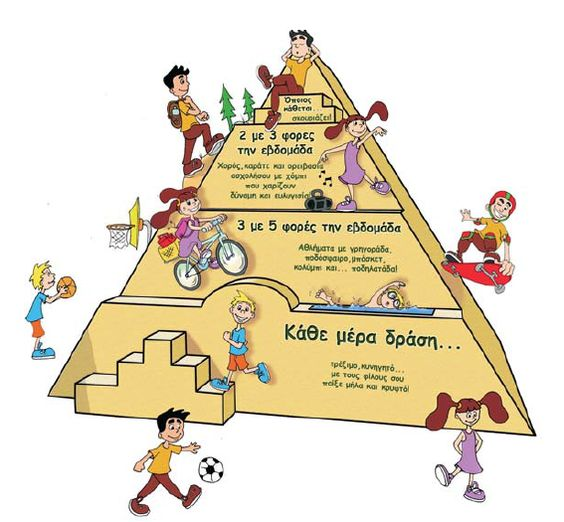 Όποιος
κάθεται...
σκουριάζει!
2 με 3 φορες
την εβδομάδα
Χορός, καράτε και ορειβασία
ασχολήσου με χόμπι
που χαρίζουν
δύναμη και ευλυγισία
3 με 5 φορές την εβδομάδα
Αθλήματα με γρηγοράδα,
ποδόσφαιρο, μπάσκετ,
κολύμπι και... ποδηλατάδα!
Κάθε μέρα δράση...
τρέξιμο, κυνηγητό...
με τους φίλους σου
παίξε μήλα και κρυφτό!